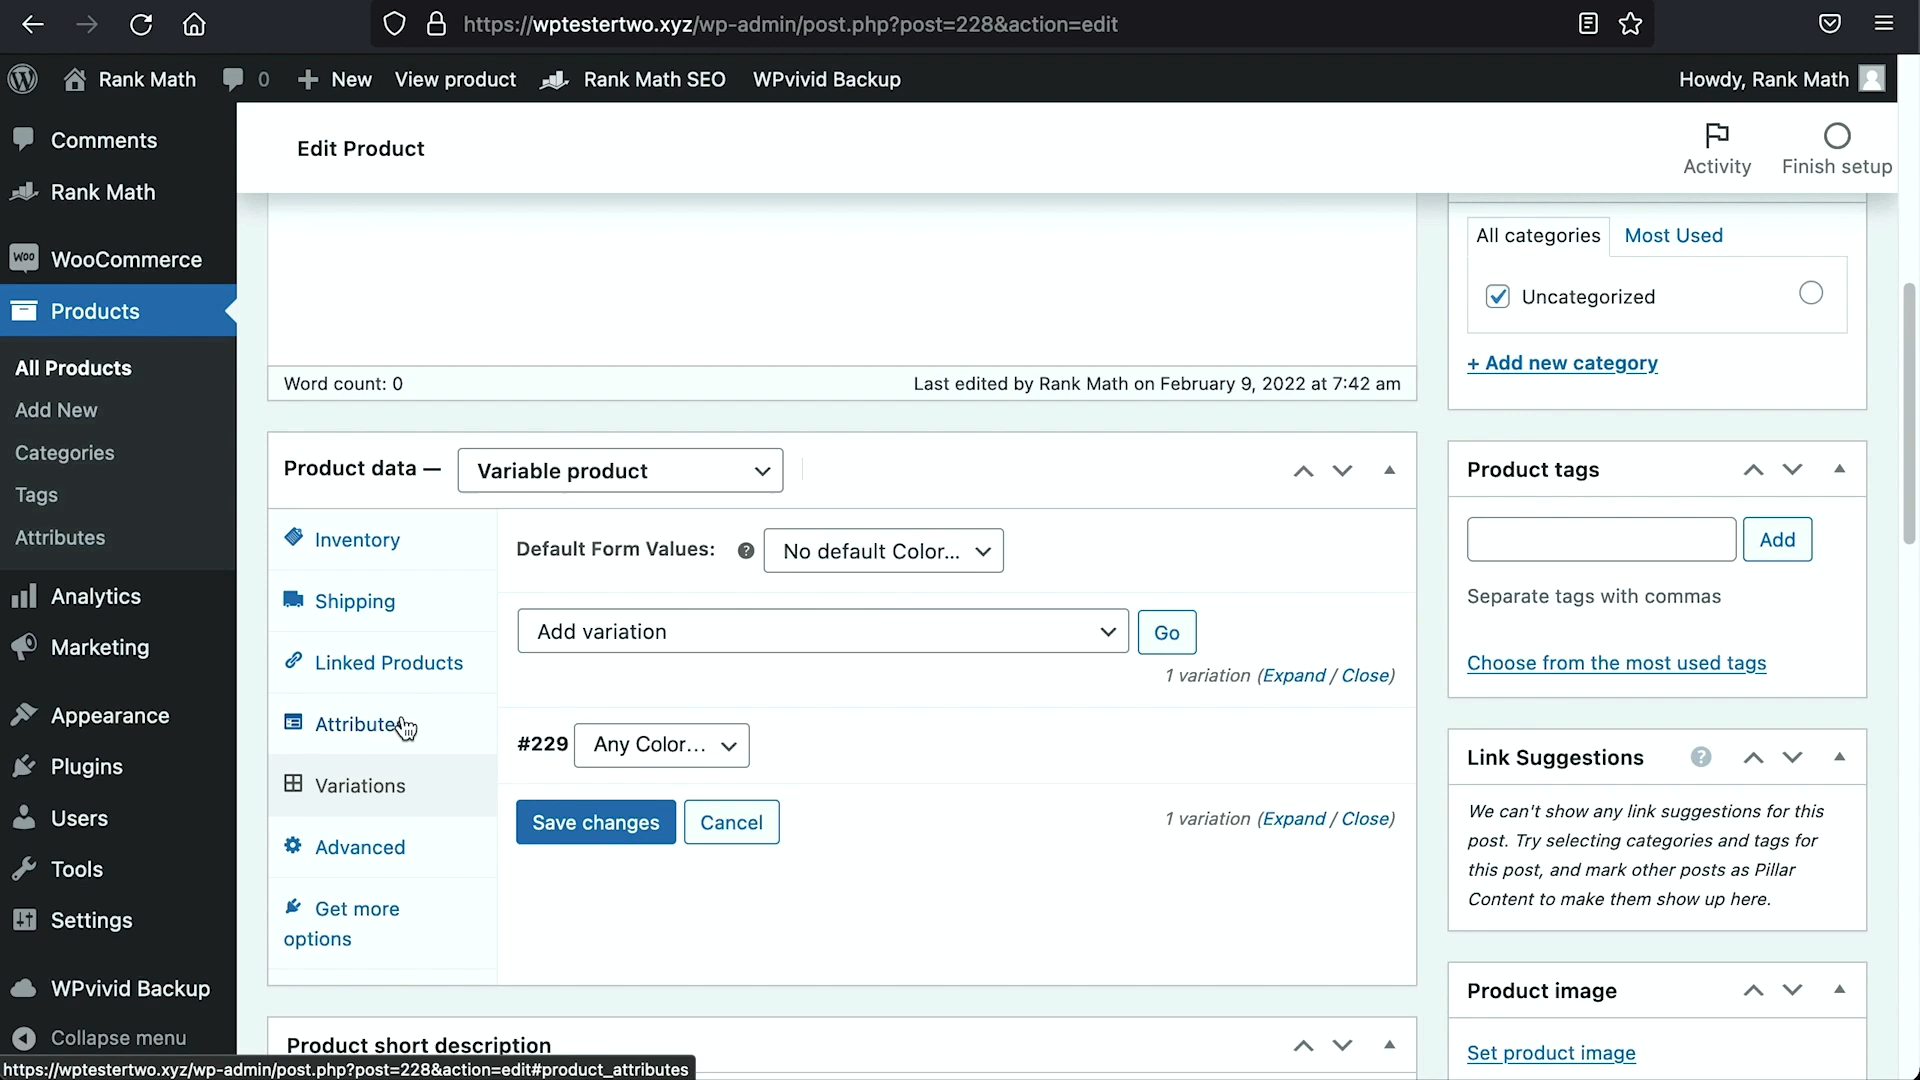 https://wptestertwo.xyz/wp-admin/post.php?post=228&action=edit
Rank Math 0 New View product Rank Math SEO WPvivid Backup Howdy, Rank Math
Comments
Rank Math
WooCommerce
Products
All Products
Add New
Categories
Tags
Attributes
Analytics
Marketing
Appearance
Plugins
Users
Tools
Settings
WPvivid Backup
Collapse menu
Edit Product
Activity
Finish setup
Word count: 0
Last edited by Rank Math on February 9, 2022 at 7:42 am
Product data — Variable product
Inventory
Shipping
Linked Products
Attributes
Variations
Advanced
Get more
options
Default Form Values: ? No default Color...
Add variation Go
1 variation (Expand / Close)
#229 Any Color...
Save changes Cancel
1 variation (Expand / Close)
Product short description
All categories Most Used
Uncategorized
+ Add new category
Product tags
Add
Separate tags with commas
Choose from the most used tags
Link Suggestions ?
We can't show any link suggestions for this
post. Try selecting categories and tags for
this post, and mark other posts as Pillar
Content to make them show up here.
Product image
Set product image
https://wptestertwo.xyz/wp-admin/post.php?post=228&action=edit#product_attributes